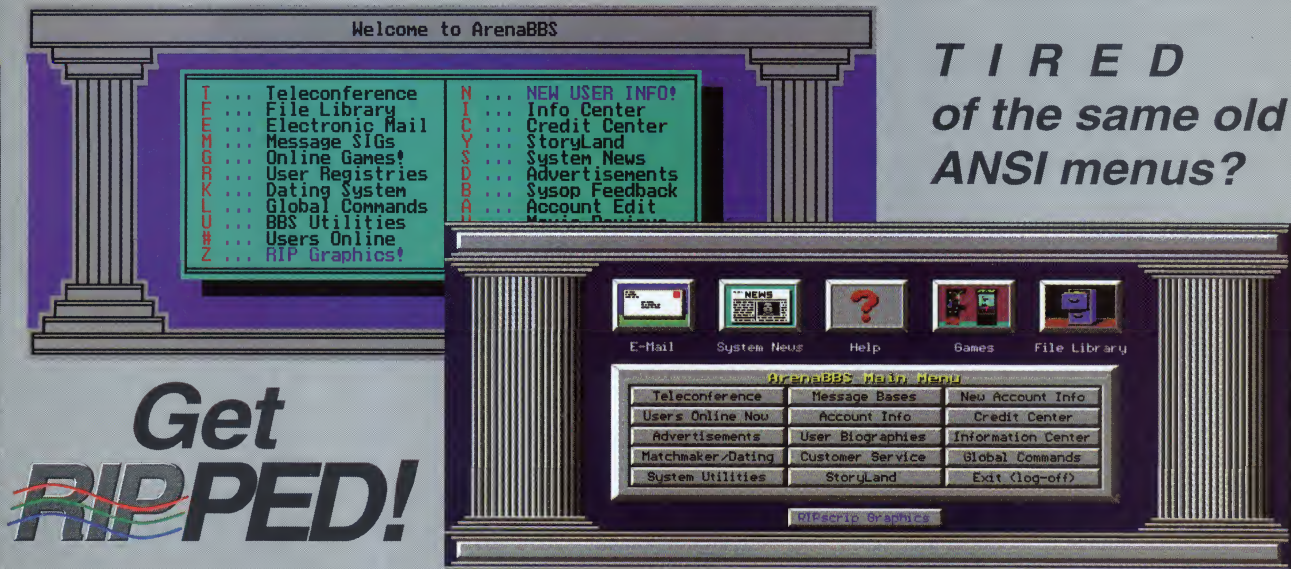 Welcome to ArenaBBS
T ... Teleconference
F ... File Library
E ... Electronic Mail
M ... Message SIGs
G ... Online Games!
R ... User Registries
K ... Dating System
L ... Global Commands
U ... BBS Utilities
# ... Users Online
Z ... RIP Graphics!
N ... NEW USER INFO!
I ... Info Center
C ... Credit Center
Y ... StoryLand
S ... System News
D ... Advertisements
B ... Sysop Feedback
A ... Account Edit
TIRED
of the same old
ANSI menus?
NEWS
E-Mail System News Help Games File Library
ArenaBBS Main Menu
Teleconference Message Bases New Account Info
Users Online Now Account Info Credit Center
Advertisements User Biographies Information Center
Matchmaker/Dating Customer Service Global Commands
System Utilities StoryLand Exit (log-off)
RIPscrip Graphics
Get
RIPPED!